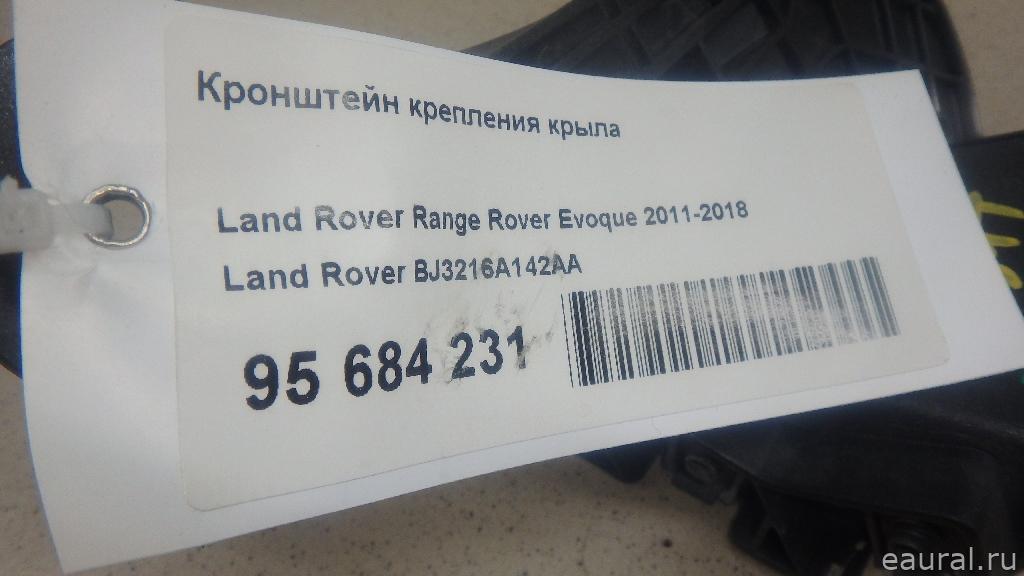 Кронштейн крепления крыла
Land Rover Range Rover Evoque 2011-2018
Land Rover BJ3216A142AA
95 684 231
eaural.ru